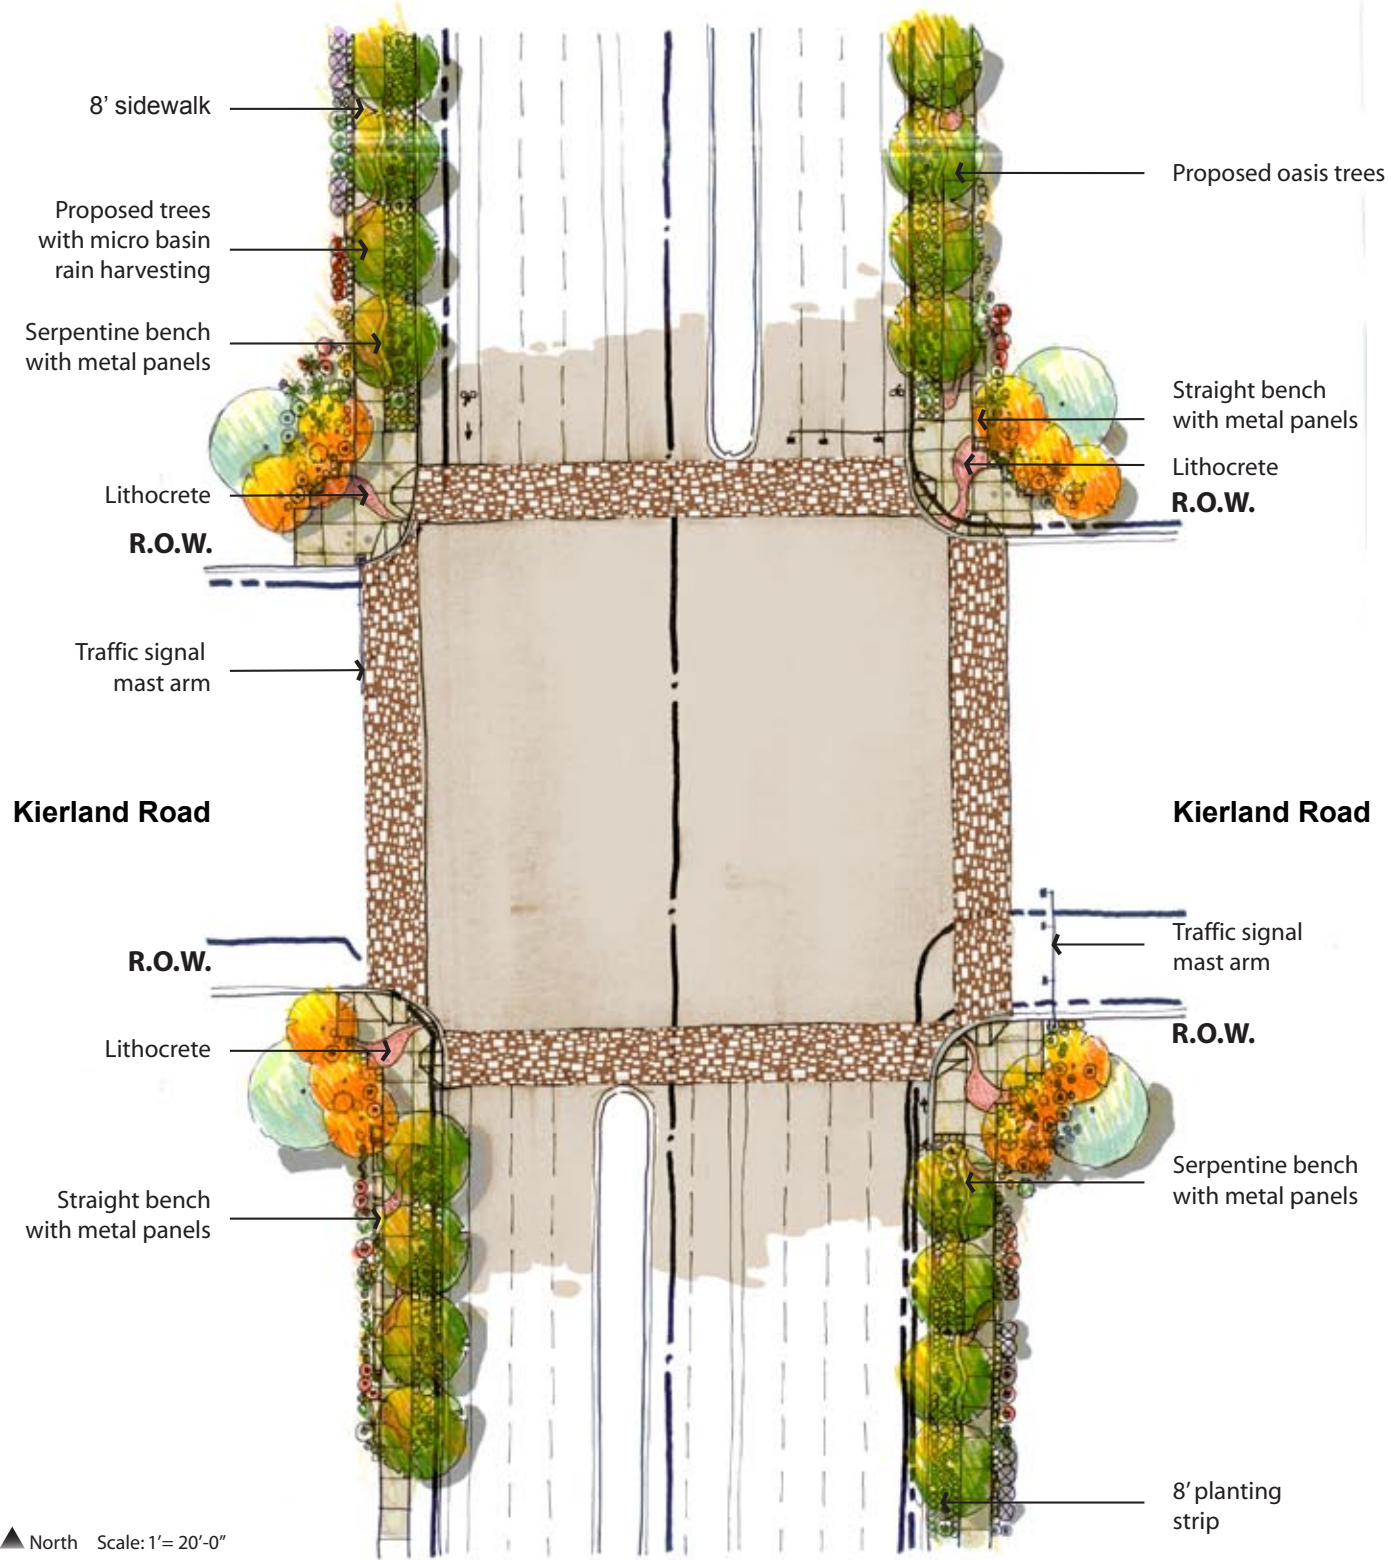 8’ sidewalk
Proposed trees
with micro basin
rain harvesting
Serpentine bench
with metal panels
Lithocrete
R.O.W.
Traffic signal
mast arm
Kierland Road
R.O.W.
Lithocrete
Straight bench
with metal panels
North Scale: 1’= 20’-0”
Proposed oasis trees
Straight bench
with metal panels
Lithocrete
R.O.W.
Kierland Road
Traffic signal
mast arm
R.O.W.
Serpentine bench
with metal panels
8’ planting
strip